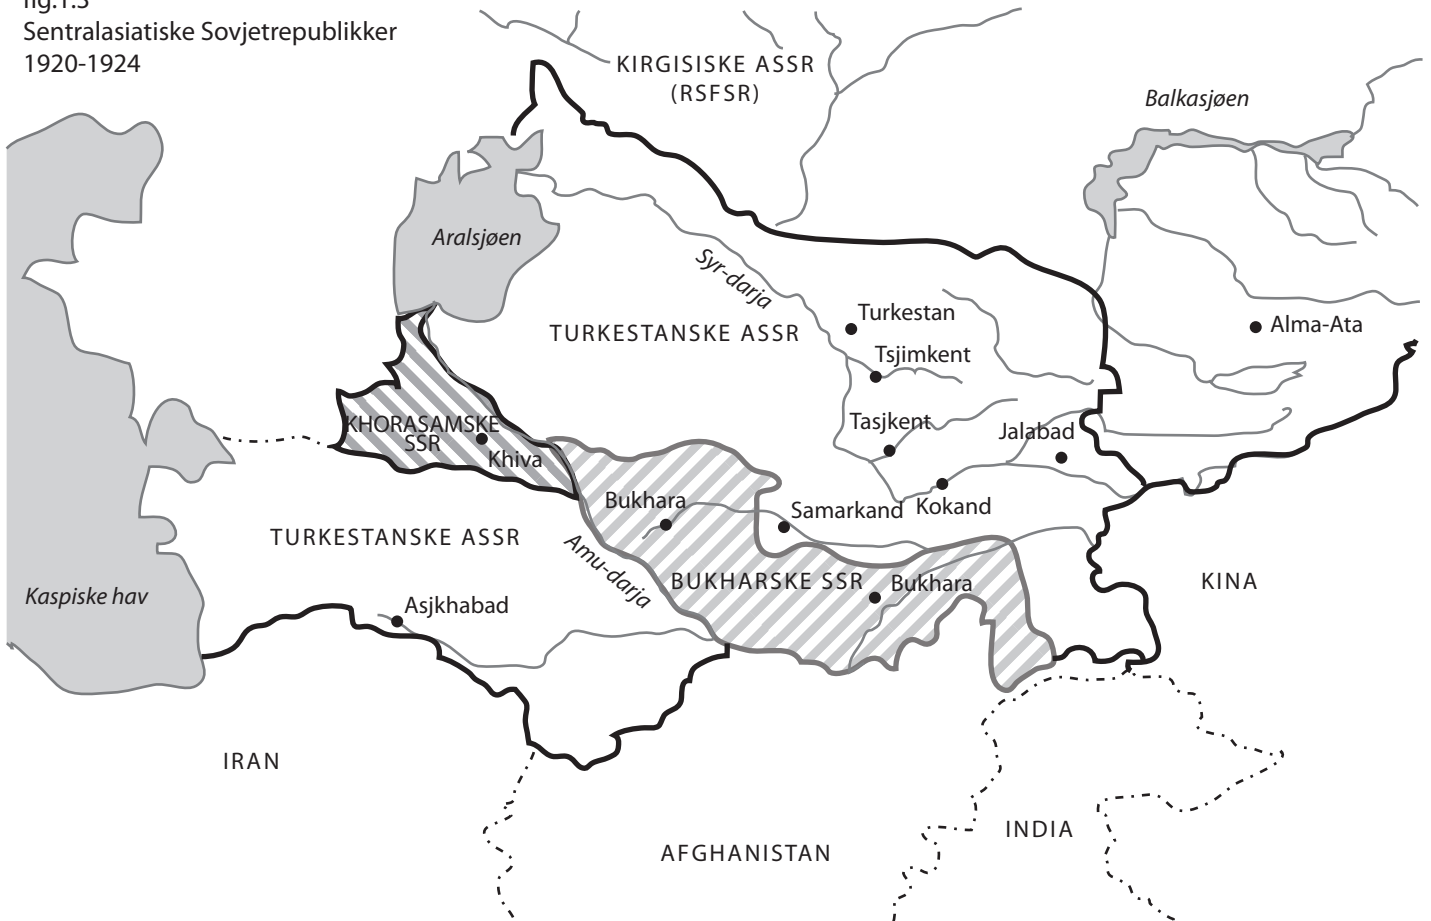 fig.1.3
Sentralasiatiske Sovjetrepublikker
1920-1924
KIRGISISKE ASSR
(RSFSR)
Balkasjøen
Aralsjøen
Syr-darja
Turkestan
Alma-Ata
TURKESTANSKE ASSR
Tsjimkent
Tasjkent
Jalabad
KHORASAMSKE
SSR
Khiva
Bukhara
Samarkand
Kokand
TURKESTANSKE ASSR
Amu-darja
BUKHARSKE SSR
Bukhara
KINA
Kaspiske hav
Asjkhabad
IRAN
INDIA
AFGHANISTAN